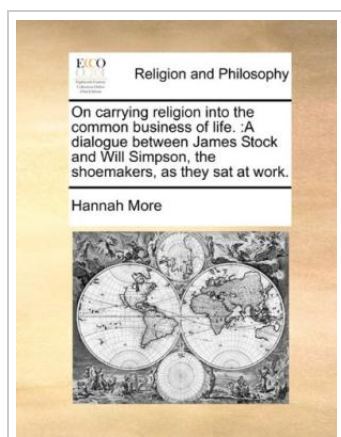 ECCO
Religion and Philosophy
On carrying religion into the
common business of life. :A
dialogue between James Stock
and Will Simpson, the
shoemakers, as they sat at work.
Hannah More